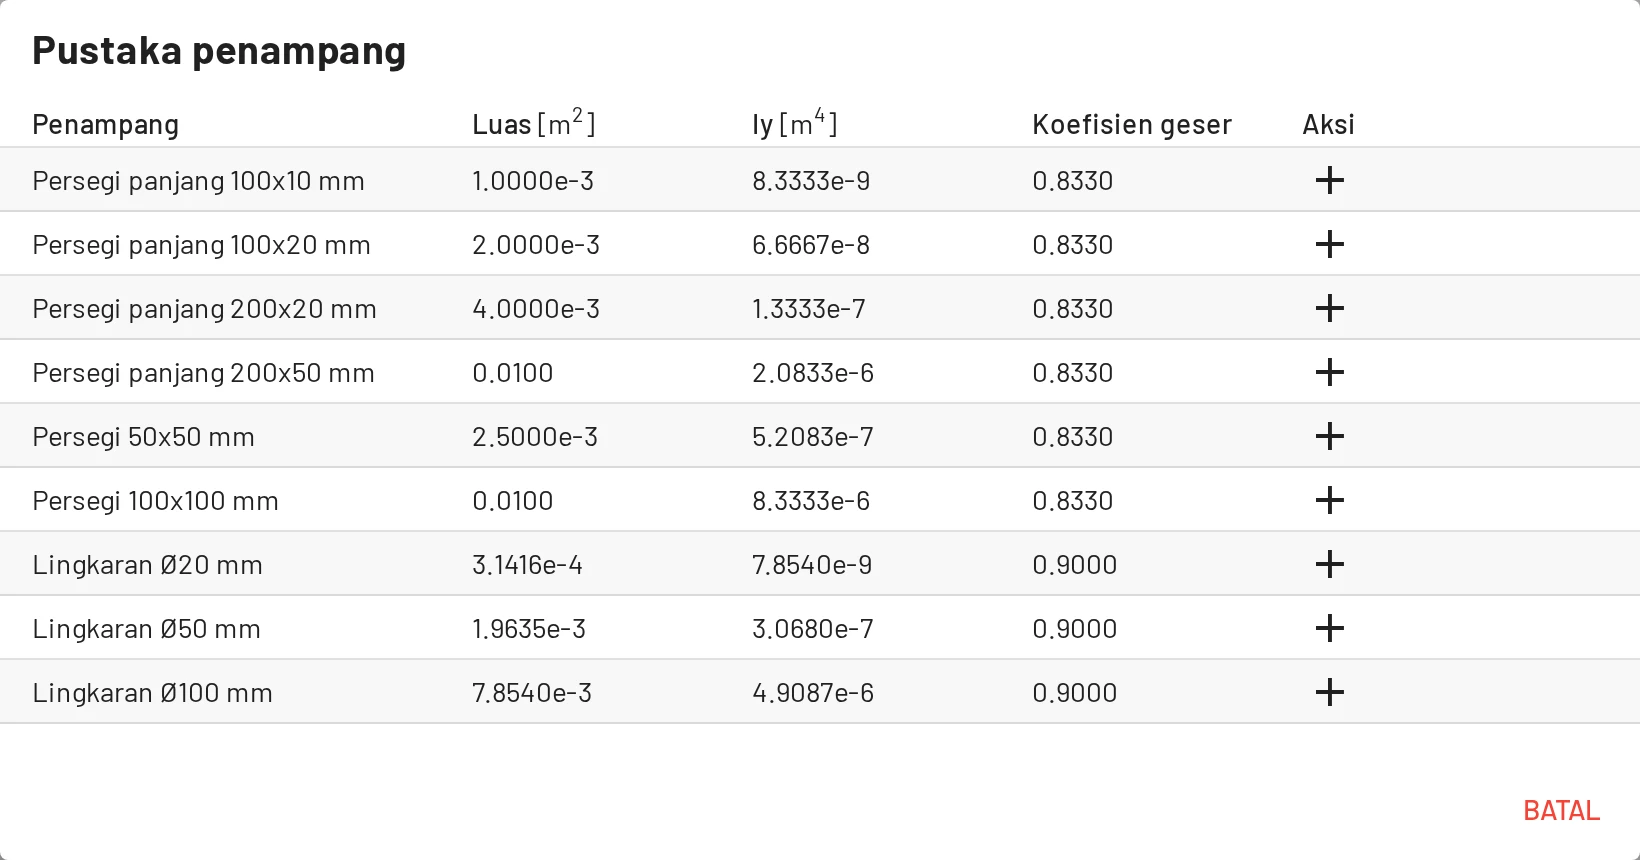 Pustaka penampang
Penampang Luas [m²] Iy [m⁴] Koefisien geser Aksi
Persegi panjang 100x10 mm 1.0000e-3 8.3333e-9 0.8330
Persegi panjang 100x20 mm 2.0000e-3 6.6667e-8 0.8330
Persegi panjang 200x20 mm 4.0000e-3 1.3333e-7 0.8330
Persegi panjang 200x50 mm 0.0100 2.0833e-6 0.8330
Persegi 50x50 mm 2.5000e-3 5.2083e-7 0.8330
Persegi 100x100 mm 0.0100 8.3333e-6 0.8330
Lingkaran Ø20 mm 3.1416e-4 7.8540e-9 0.9000
Lingkaran Ø50 mm 1.9635e-3 3.0680e-7 0.9000
Lingkaran Ø100 mm 7.8540e-3 4.9087e-6 0.9000
BATAL